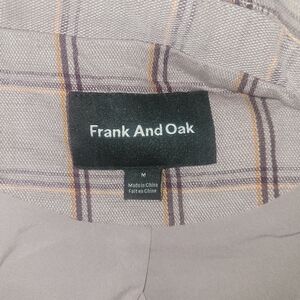 Frank And Oak
M
Made in China
Fait en Chine